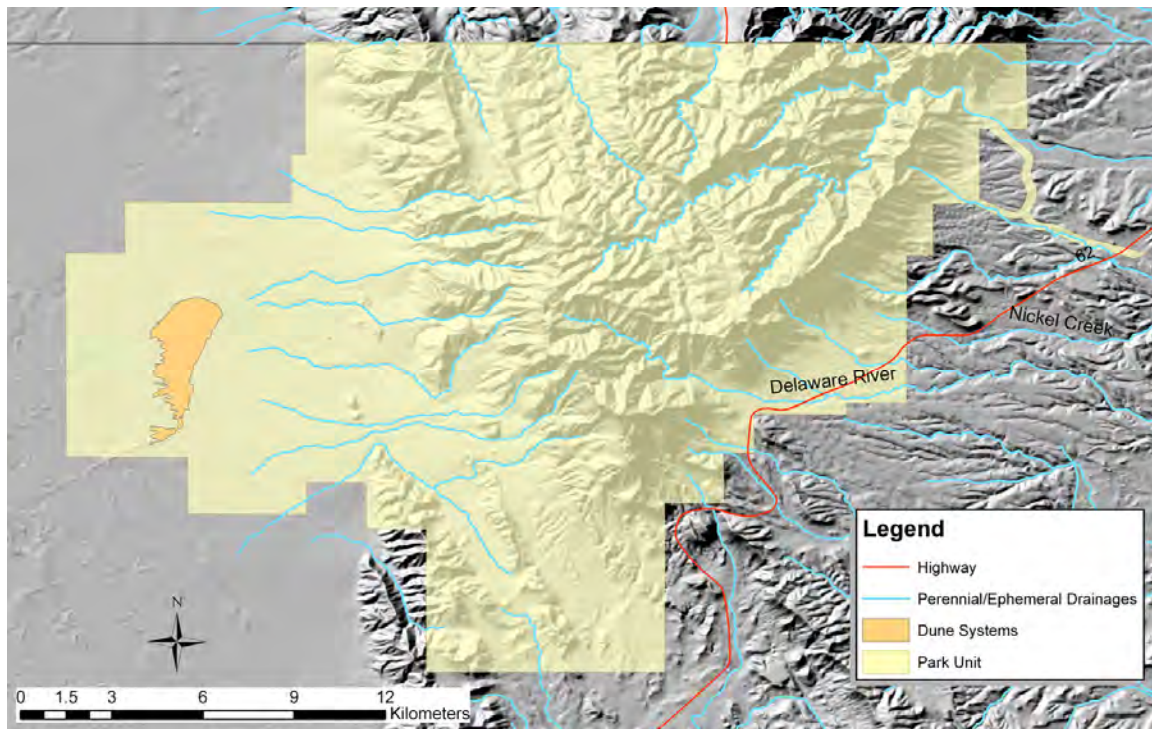 62
Nickel Creek
Delaware River
Legend
Highway
Perennial/Ephemeral Drainages
Dune Systems
Park Unit
N
0 1.5 3 6 9 12
Kilometers